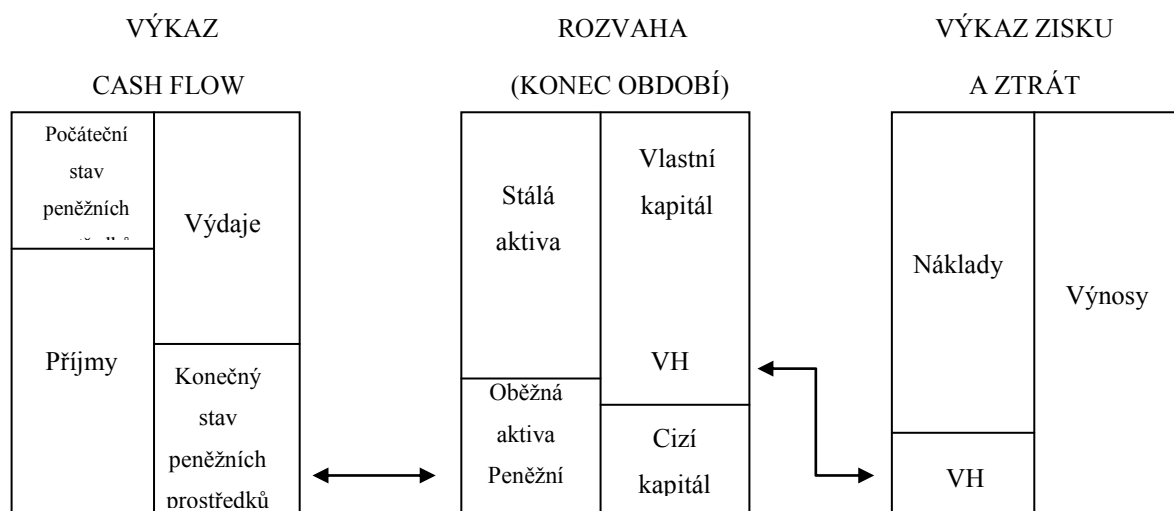 VÝKAZ
CASH FLOW
Počáteční
stav
peněžních
Výdaje
Příjmy
Konečný
stav
peněžních
prostředků
ROZVAHA
(KONEC OBDOBÍ)
Stálá
aktiva
Vlastní
kapitál
VH
Oběžná
aktiva
Peněžní
Cizí
kapitál
VÝKAZ ZISKU
A ZTRÁT
Náklady
Výnosy
VH